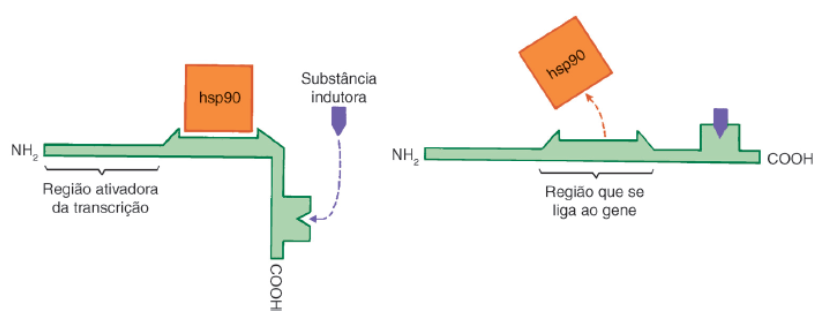 hsp90
Substância
indutora
NH₂
Região ativadora
da transcrição
COOH
hsp90
NH₂
COOH
Região que se
liga ao gene